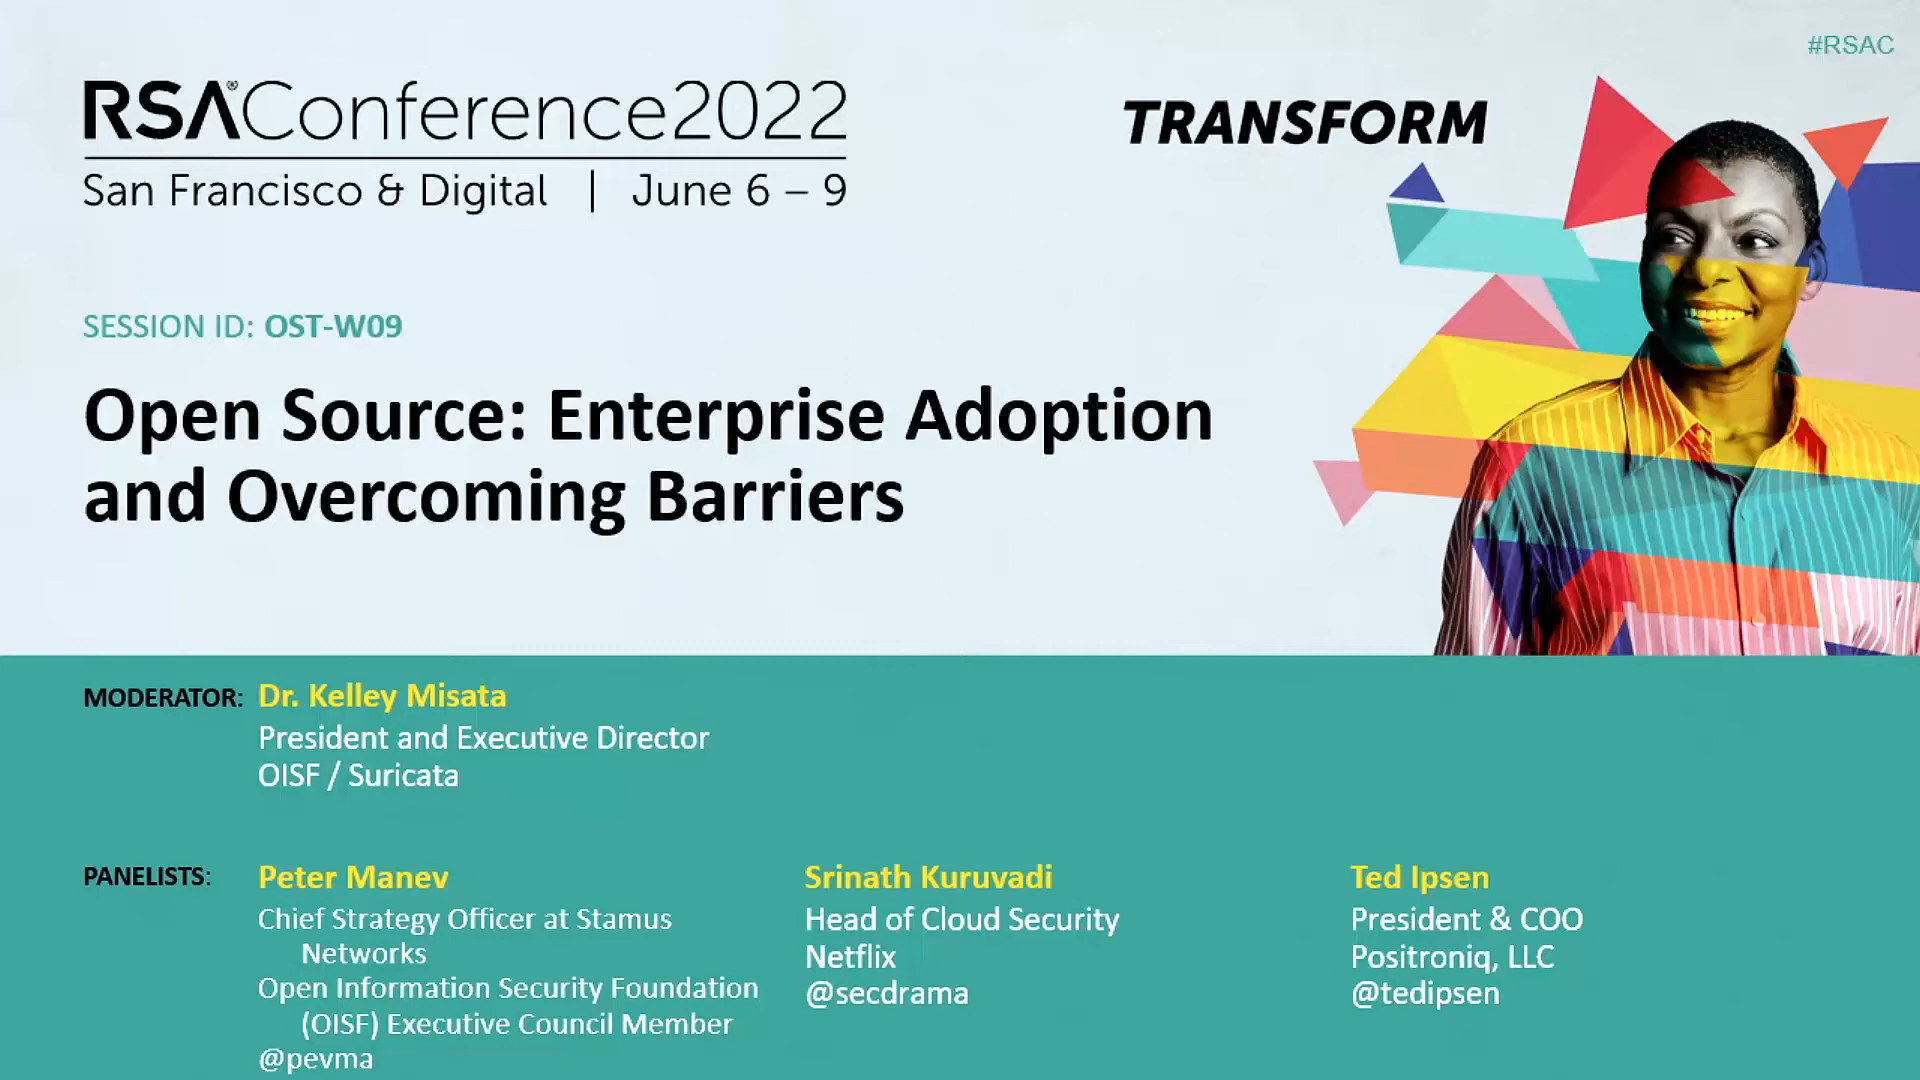 #RSAC
RSA®Conference2022
TRANSFORM
San Francisco & Digital | June 6 – 9
SESSION ID: OST-W09
Open Source: Enterprise Adoption
and Overcoming Barriers
MODERATOR: Dr. Kelley Misata
President and Executive Director
OISF / Suricata
PANELISTS:
Peter Manev
Chief Strategy Officer at Stamus
Networks
Open Information Security Foundation
(OISF) Executive Council Member
@pevma
Srinath Kuruvadi
Head of Cloud Security
Netflix
@secdrama
Ted Ipsen
President & COO
Positroniq, LLC
@tedipsen